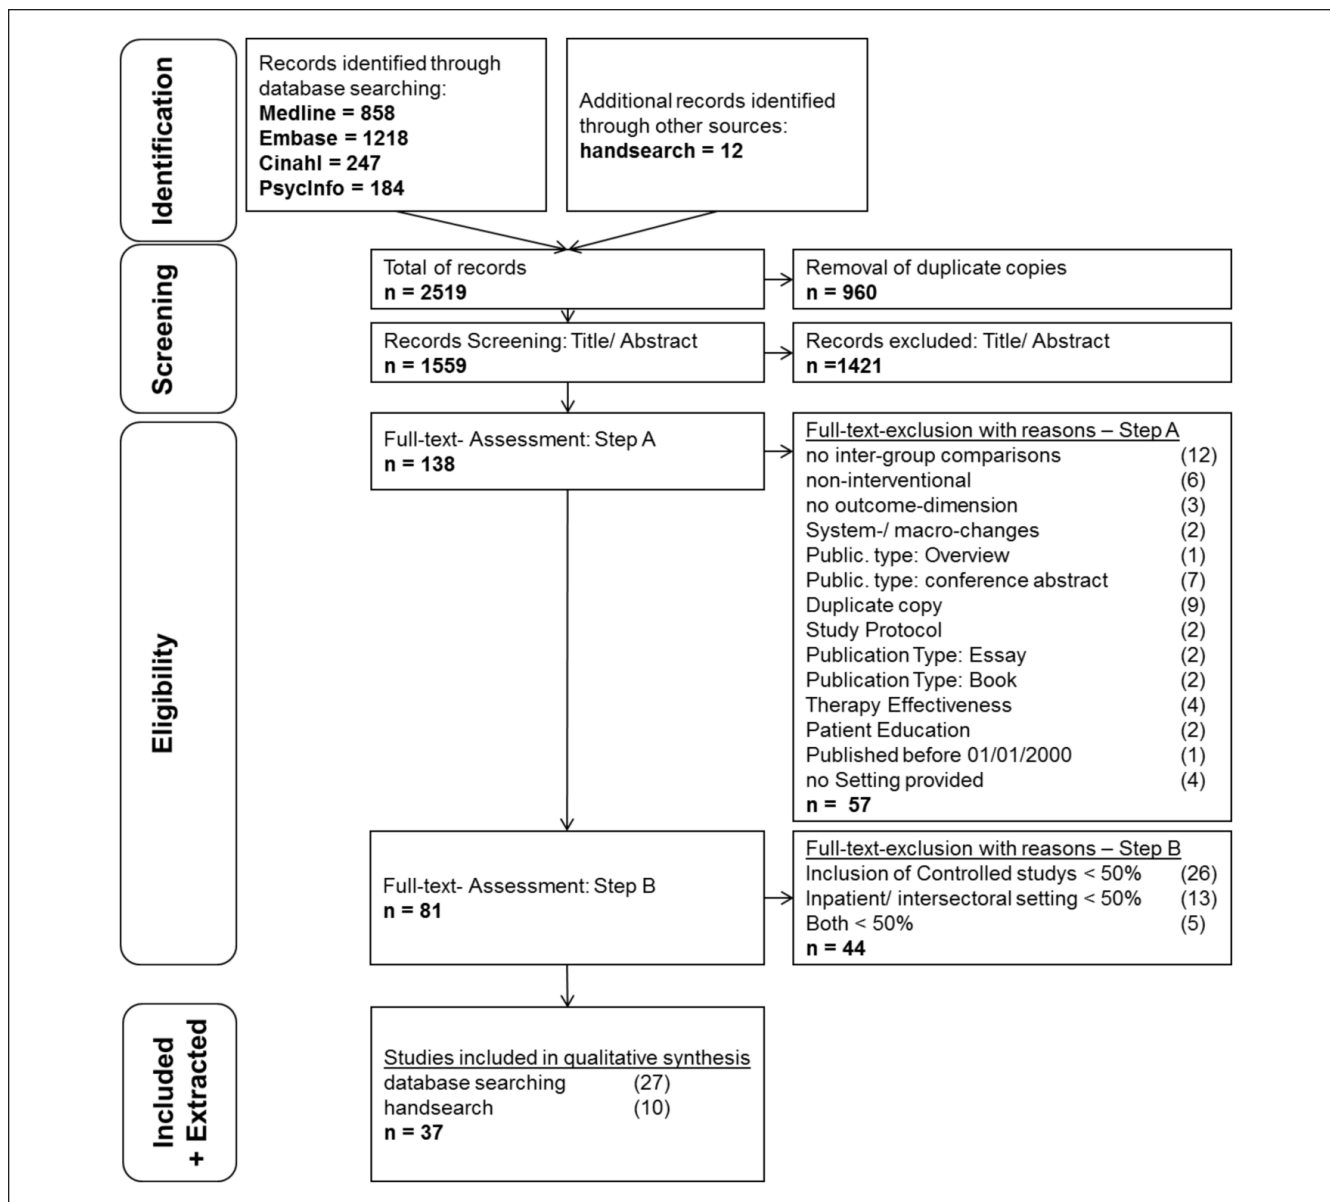 Identification
Records identified through
database searching:
Medline = 858
Embase = 1218
Cinahl = 247
PsycInfo = 184
Additional records identified
through other sources:
handsearch = 12
Screening
Total of records
n = 2519
Removal of duplicate copies
n = 960
Records Screening: Title/ Abstract
n = 1559
Records excluded: Title/ Abstract
n =1421
Eligibility
Full-text- Assessment: Step A
n = 138
Full-text-exclusion with reasons – Step A
no inter-group comparisons (12)
non-interventional (6)
no outcome-dimension (3)
System-/ macro-changes (2)
Public. type: Overview (1)
Public. type: conference abstract (7)
Duplicate copy (9)
Study Protocol (2)
Publication Type: Essay (2)
Publication Type: Book (2)
Therapy Effectiveness (4)
Patient Education (2)
Published before 01/01/2000 (1)
no Setting provided (4)
n = 57
Full-text- Assessment: Step B
n = 81
Full-text-exclusion with reasons – Step B
Inclusion of Controlled studys < 50% (26)
Inpatient/ intersectoral setting < 50% (13)
Both < 50% (5)
n = 44
Included
+ Extracted
Studies included in qualitative synthesis
database searching (27)
handsearch (10)
n = 37